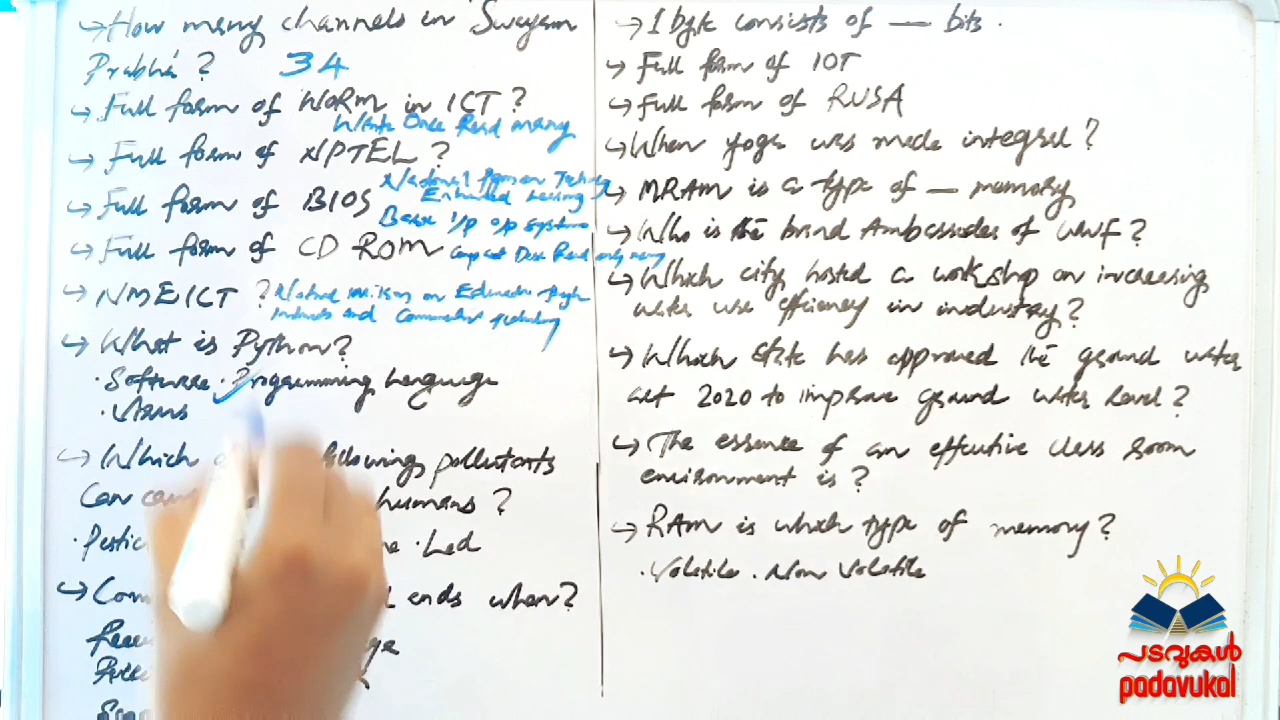 → How many channels in Swayam
Prabha ? 34
→ Full form of WORM in ICT ?
Write Once Read many
→ Full form of NPTEL ?
National Technology
Enhanced
→ Full form of BIOS
Basic i/p o/p system
→ Full form of CD ROM
Compact Disc Read only
→ NMEICT ?
National mission on Education through
and
→ What is Python?
· Software · Programming Language
· Virus
→ Which following pollutants
Can humans ?
· Led
→ ends when?
→ 1 byte consists of — bits.
→ Full form of IOT
→ Full form of RUSA
→ When yoga was made integral ?
→ MRAM is a type of — memory
→ Who is the brand Ambassador of WWF ?
→ Which city hosted a workshop on increasing
water use efficiency in industry ?
→ Which state has approved the ground water
act 2020 to improve ground water level ?
→ The essence of an effective class room
environment is ?
→ RAM is which type of memory?
· Volatile · Non Volatile
പടവുകൾ
padavukal